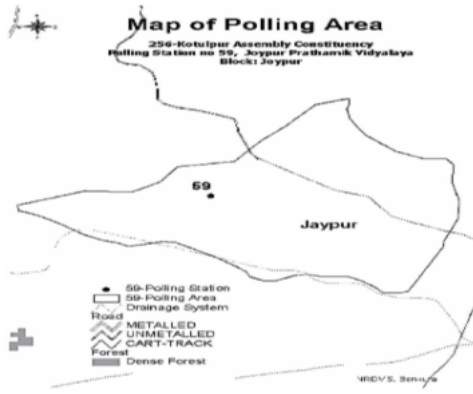 Map of Polling Area
256-Kotulpur Assembly Constituency
Polling Station no 59, Joypur Prathamik Vidyalaya
Block: Joypur
59
Jaypur
59-Polling Station
59-Polling Area
Drainage System
Road
METALLED
UNMETALLED
CART-TRACK
Forest
Dense Forest